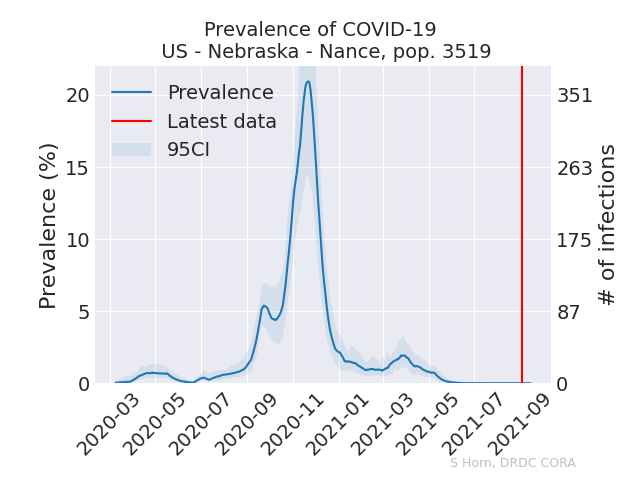 Prevalence of COVID-19
US - Nebraska - Nance, pop. 3519
Prevalence
Latest data
95CI
Prevalence (%)
20
15
10
5
0
351
263
175
87
0
# of infections
2020-03
2020-05
2020-07
2020-09
2020-11
2021-01
2021-03
2021-05
2021-07
2021-09
S Horn, DRDC CORA